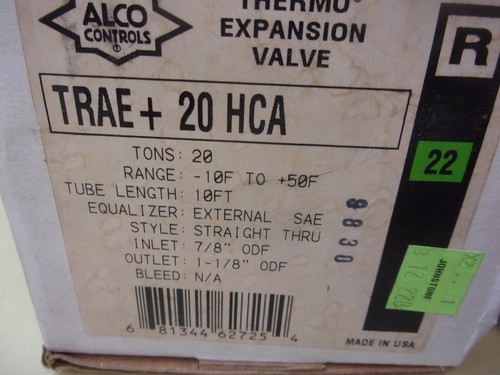 ALCO
CONTROLS
THERMO
EXPANSION
VALVE
R
TRAE+ 20 HCA
22
TONS: 20
RANGE: -10F TO +50F
TUBE LENGTH: 10FT
EQUALIZER: EXTERNAL SAE
STYLE: STRAIGHT THRU
INLET: 7/8" ODF
OUTLET: 1-1/8" ODF
BLEED: N/A
8830
6 81344 62725 4
JOHNSTONE
MADE IN USA